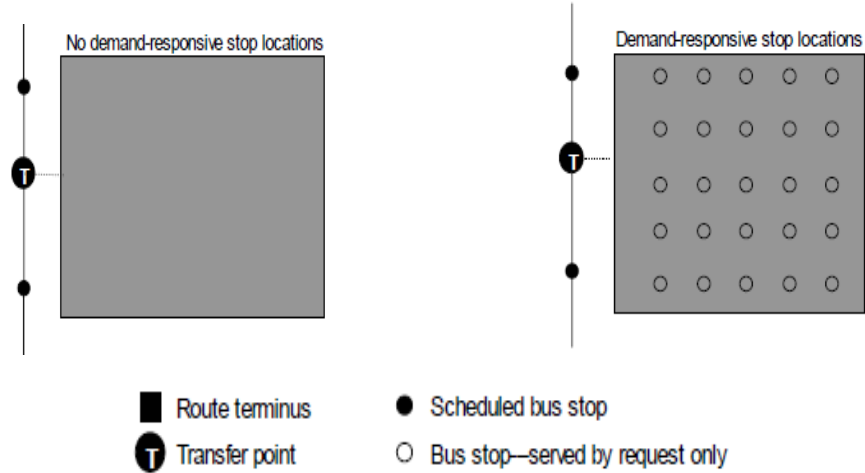 No demand-responsive stop locations
Demand-responsive stop locations
T
T
Route terminus
Scheduled bus stop
T Transfer point
Bus stop—served by request only